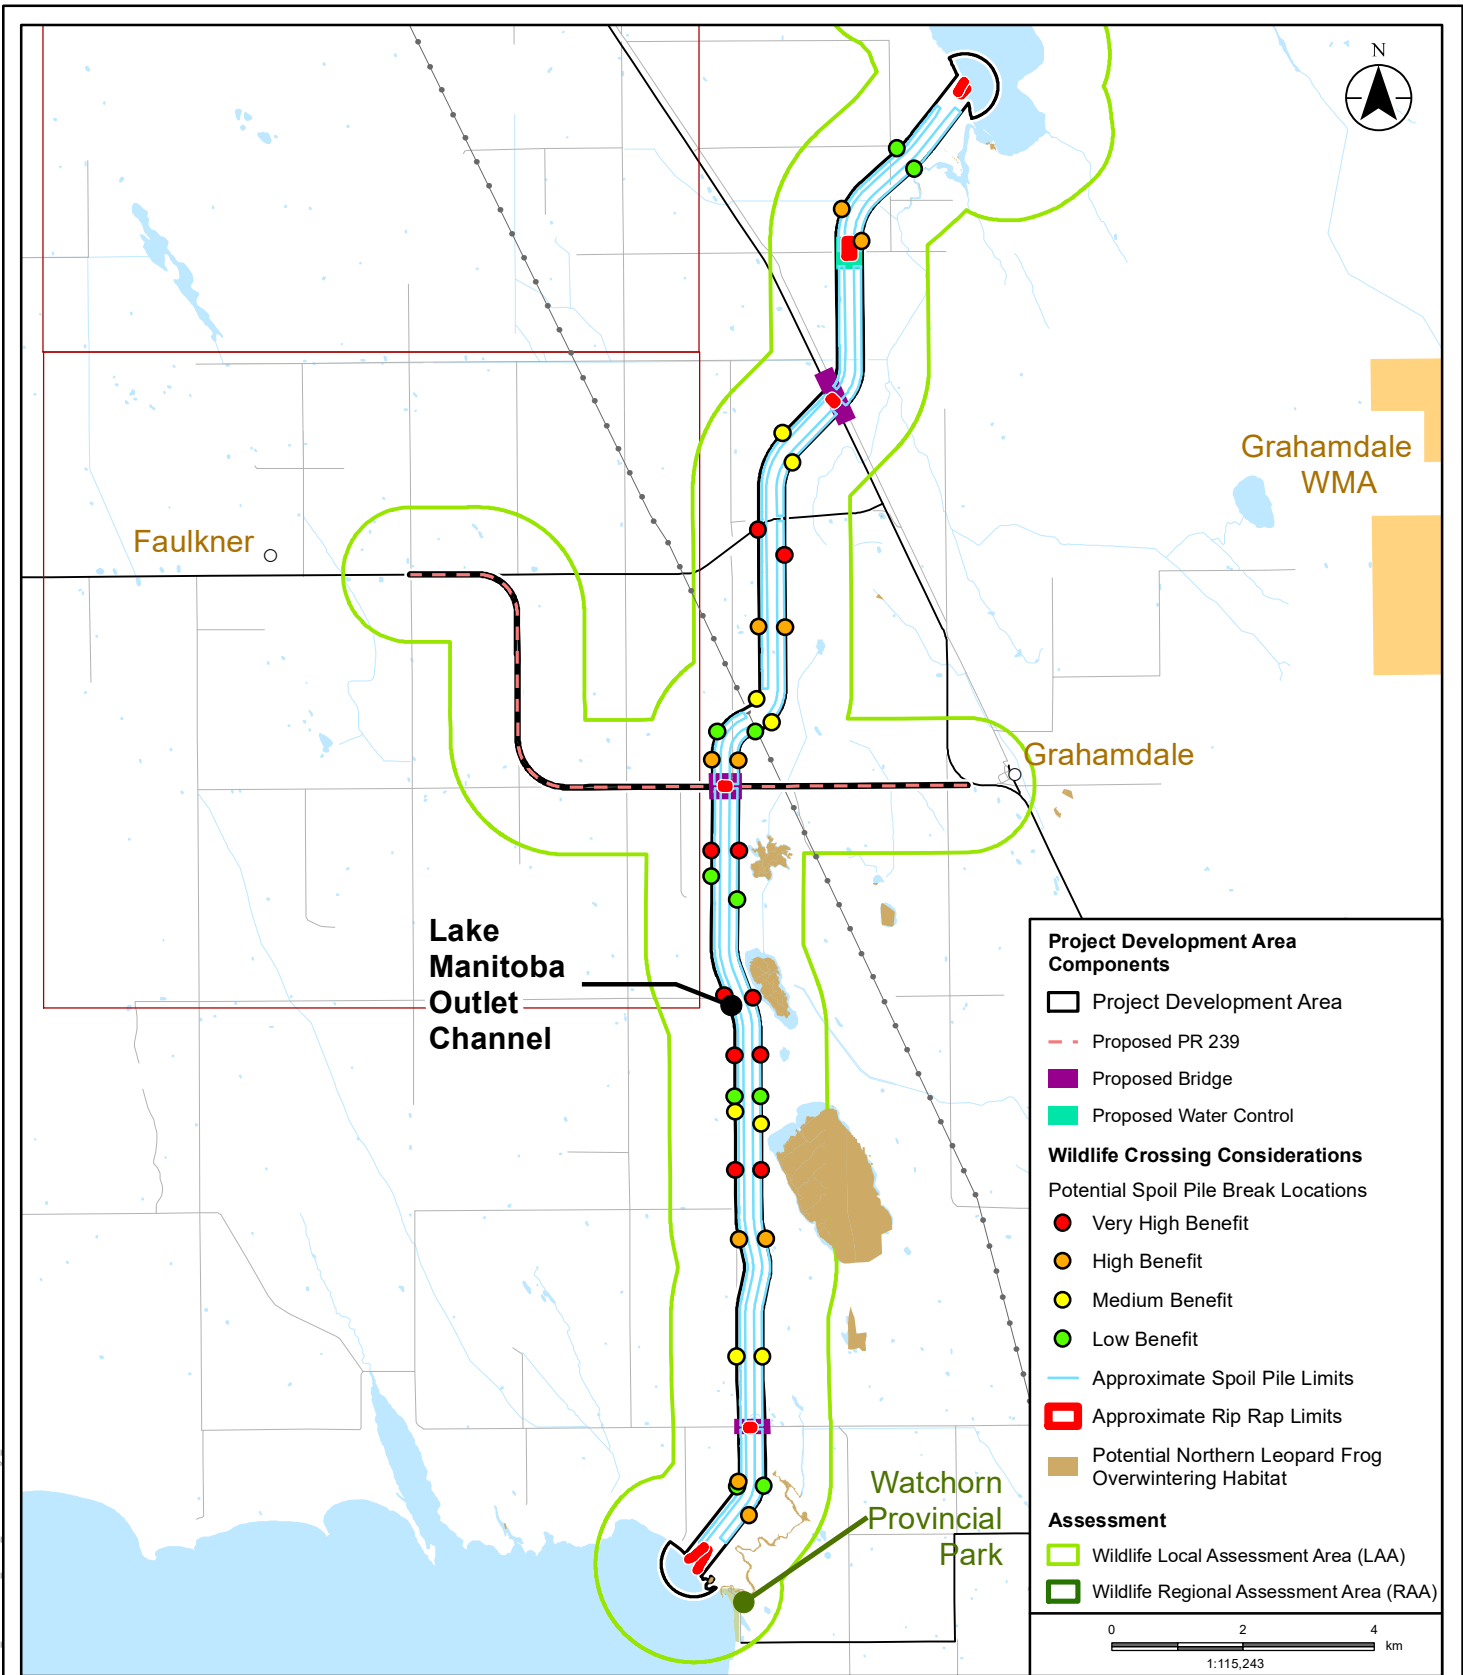 N
Grahamdale
WMA
Faulkner
Grahamdale
Lake
Manitoba
Outlet
Channel
Watchorn
Provincial
Park
Project Development Area
Components
Project Development Area
Proposed PR 239
Proposed Bridge
Proposed Water Control
Wildlife Crossing Considerations
Potential Spoil Pile Break Locations
Very High Benefit
High Benefit
Medium Benefit
Low Benefit
Approximate Spoil Pile Limits
Approximate Rip Rap Limits
Potential Northern Leopard Frog
Overwintering Habitat
Assessment
Wildlife Local Assessment Area (LAA)
Wildlife Regional Assessment Area (RAA)
0 2 4
km
1:115,243